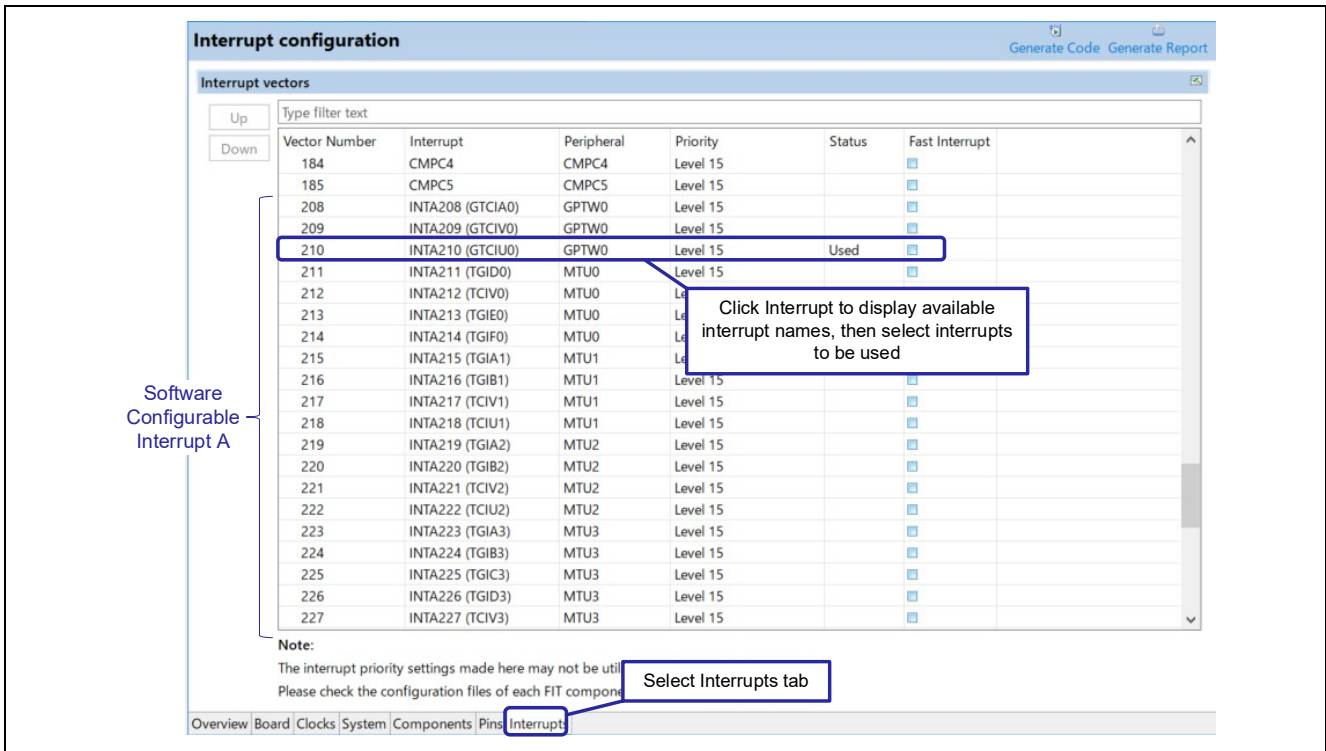 Interrupt configuration
Generate Code Generate Report
Interrupt vectors
Up
Down
Type filter text
Vector Number Interrupt Peripheral Priority Status Fast Interrupt
184 CMPC4 CMPC4 Level 15
185 CMPC5 CMPC5 Level 15
208 INTA208 (GTCIA0) GPTW0 Level 15
209 INTA209 (GTCIV0) GPTW0 Level 15
210 INTA210 (GTCIU0) GPTW0 Level 15 Used
211 INTA211 (TGID0) MTU0 Level 15
212 INTA212 (TCIV0) MTU0 Le
213 INTA213 (TGIE0) MTU0 Le
214 INTA214 (TGIF0) MTU0 Le
215 INTA215 (TGIA1) MTU1 Le
216 INTA216 (TGIB1) MTU1 Level 15
217 INTA217 (TCIV1) MTU1 Level 15
218 INTA218 (TCIU1) MTU1 Level 15
219 INTA219 (TGIA2) MTU2 Level 15
220 INTA220 (TGIB2) MTU2 Level 15
221 INTA221 (TCIV2) MTU2 Level 15
222 INTA222 (TCIU2) MTU2 Level 15
223 INTA223 (TGIA3) MTU3 Level 15
224 INTA224 (TGIB3) MTU3 Level 15
225 INTA225 (TGIC3) MTU3 Level 15
226 INTA226 (TGID3) MTU3 Level 15
227 INTA227 (TCIV3) MTU3 Level 15
Click Interrupt to display available
interrupt names, then select interrupts
to be used
Software
Configurable
Interrupt A
Note:
The interrupt priority settings made here may not be util
Please check the configuration files of each FIT compone
Select Interrupts tab
Overview Board Clocks System Components Pins Interrupts